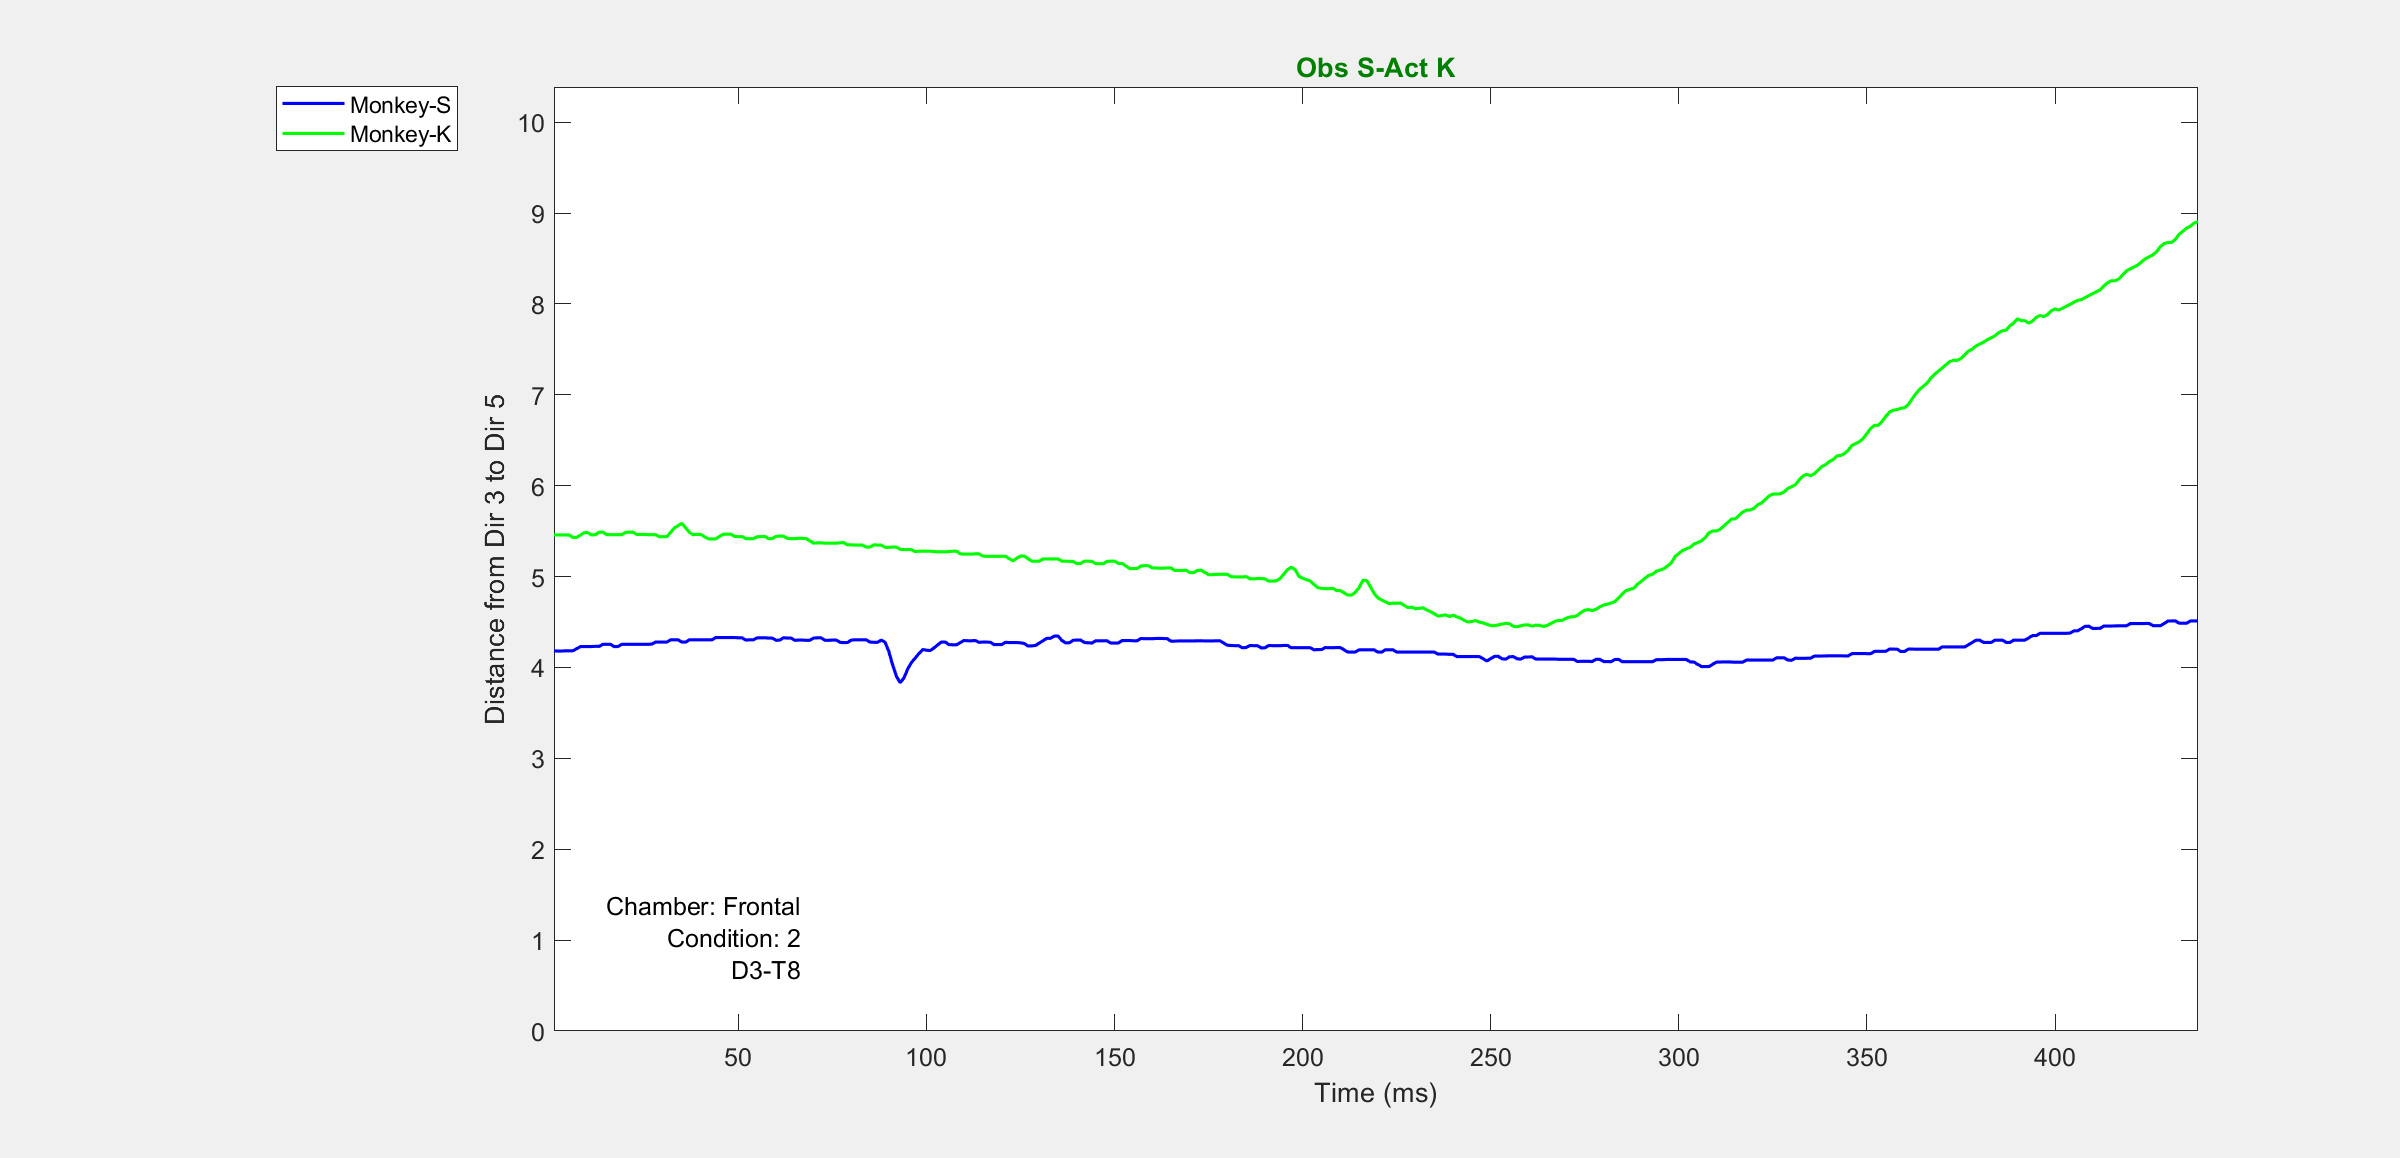 Obs S-Act K
Monkey-S
Monkey-K
10
9
8
7
6
5
4
3
2
1
0
Distance from Dir 3 to Dir 5
Chamber: Frontal
Condition: 2
D3-T8
50 100 150 200 250 300 350 400
Time (ms)